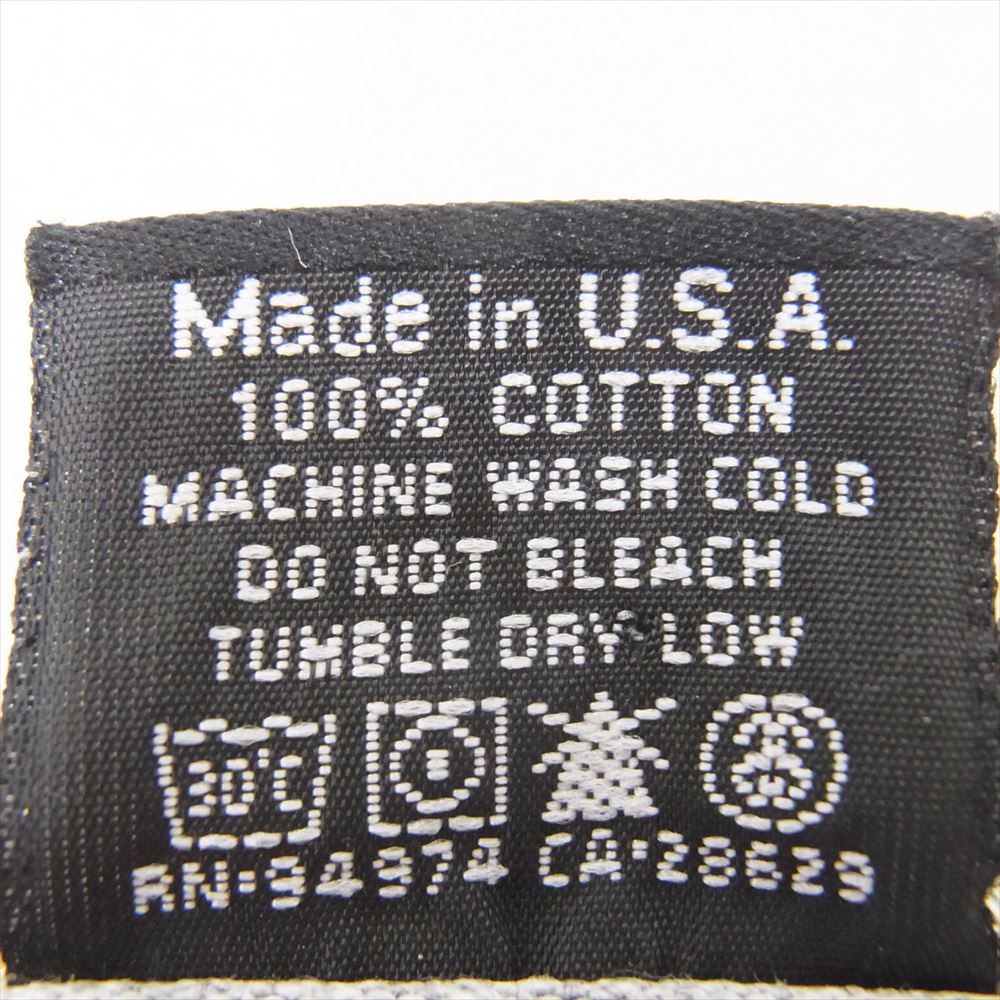 Made in U.S.A.
100% COTTON
MACHINE WASH COLD
DO NOT BLEACH
TUMBLE DRY LOW
30°C
RN·94974 CA·28629